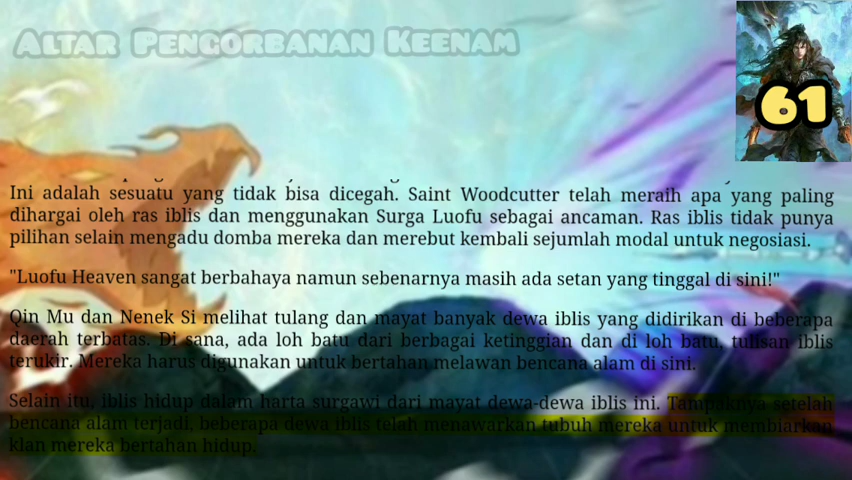 Altar Pengorbanan Keenam
61
Ini adalah sesuatu yang tidak bisa dicegah. Saint Woodcutter telah meraih apa yang paling
dihargai oleh ras iblis dan menggunakan Surga Luofu sebagai ancaman. Ras iblis tidak punya
pilihan selain mengadu domba mereka dan merebut kembali sejumlah modal untuk negosiasi.
"Luofu Heaven sangat berbahaya namun sebenarnya masih ada setan yang tinggal di sini!"
Qin Mu dan Nenek Si melihat tulang dan mayat banyak dewa iblis yang didirikan di beberapa
daerah terbatas. Di sana, ada loh batu dari berbagai ketinggian dan di loh batu, tulisan iblis
terukir. Mereka harus digunakan untuk bertahan melawan bencana alam di sini.
Selain itu, iblis hidup dalam harta surgawi dari mayat dewa-dewa iblis ini. Tampaknya setelah
bencana alam terjadi, beberapa dewa iblis telah menawarkan tubuh mereka untuk membiarkan
klan mereka bertahan hidup.